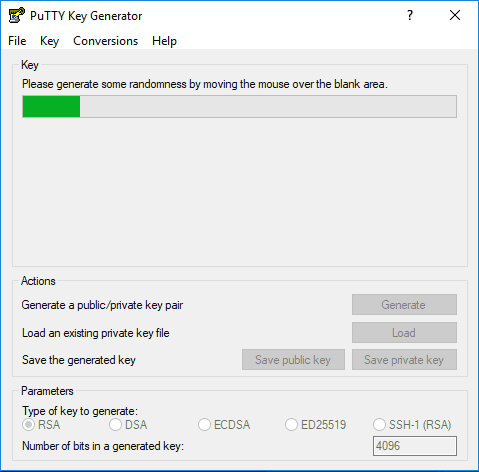 PuTTY Key Generator
File Key Conversions Help
Key
Please generate some randomness by moving the mouse over the blank area.
Actions
Generate a public/private key pair Generate
Load an existing private key file Load
Save the generated key Save public key Save private key
Parameters
Type of key to generate:
RSA DSA ECDSA ED25519 SSH-1 (RSA)
Number of bits in a generated key: 4096